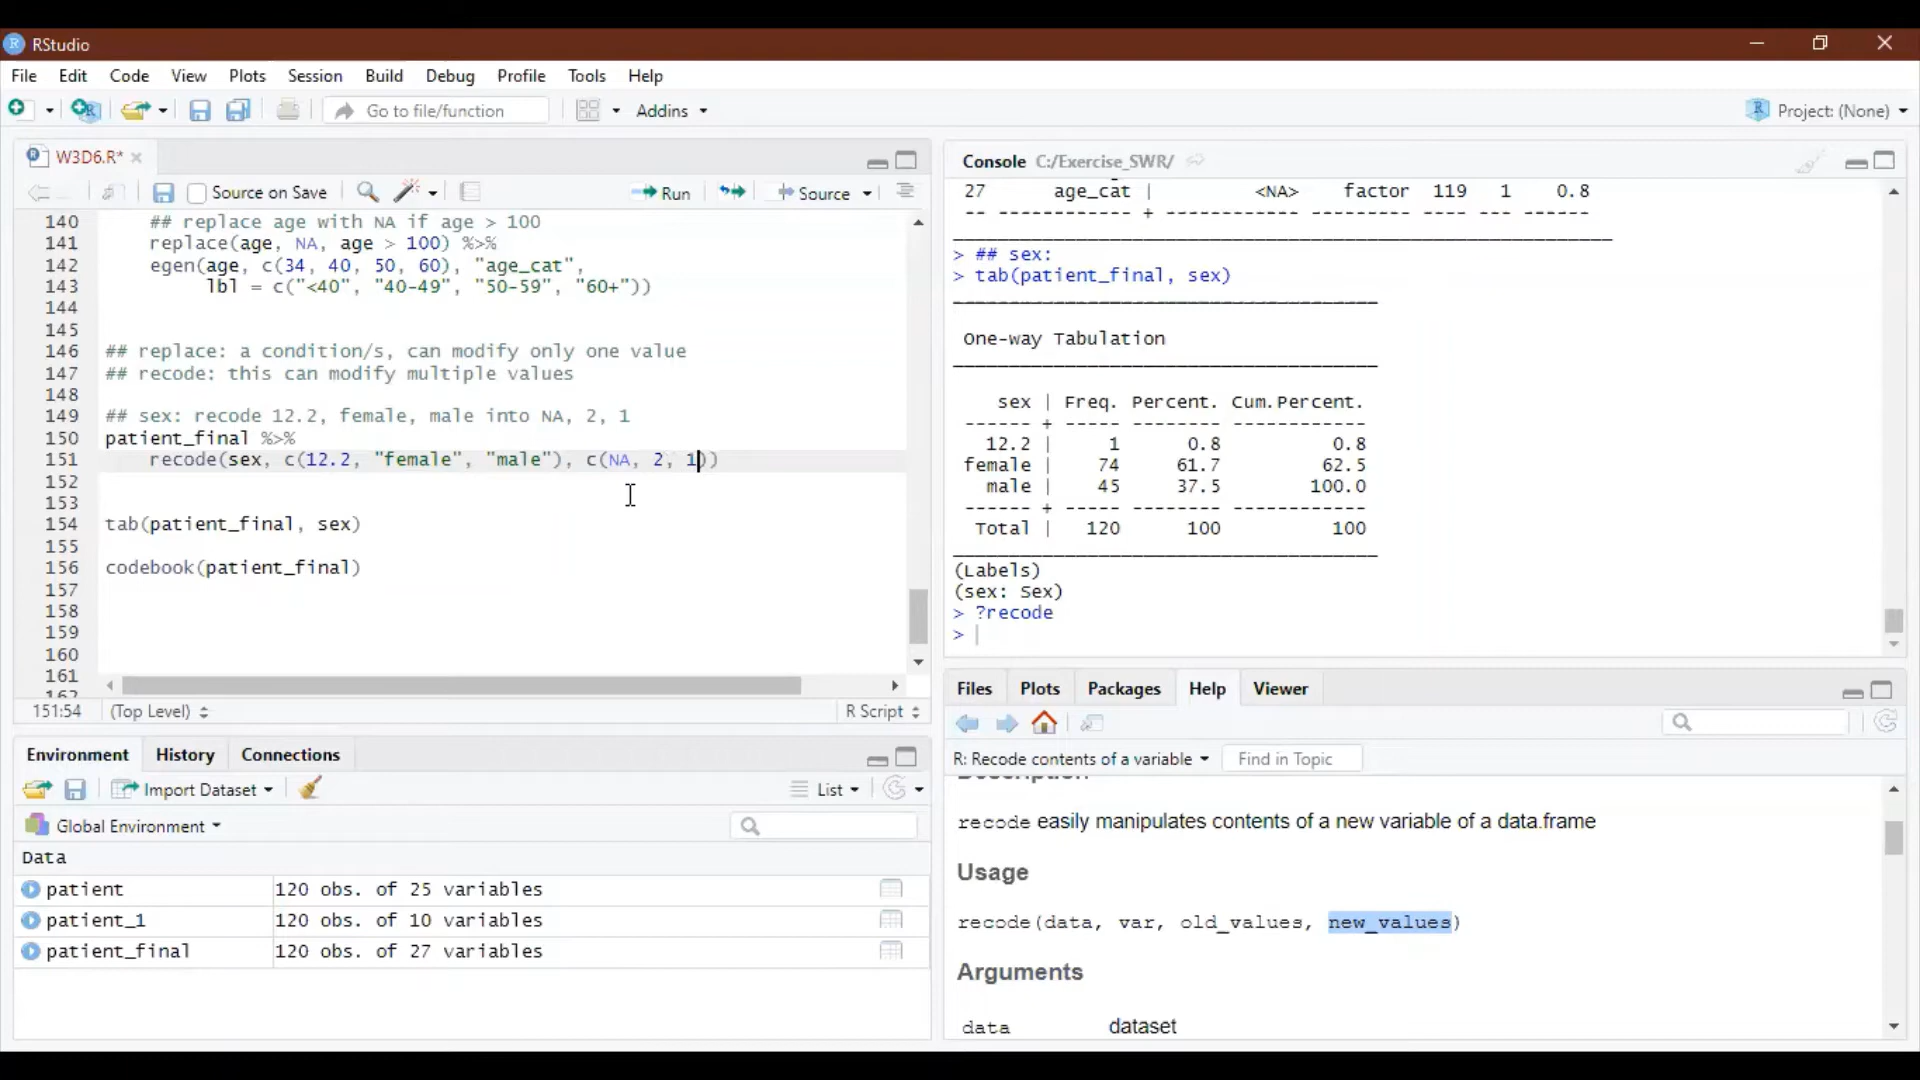 RStudio
File Edit Code View Plots Session Build Debug Profile Tools Help
Go to file/function Addins Project: (None)
W3D6.R*
Source on Save Run Source
140 ## replace age with NA if age > 100
141 replace(age, NA, age > 100) %>%
142 egen(age, c(34, 40, 50, 60), "age_cat",
143 lbl = c("<40", "40-49", "50-59", "60+"))
144
145
146 ## replace: a condition/s, can modify only one value
147 ## recode: this can modify multiple values
148
149 ## sex: recode 12.2, female, male into NA, 2, 1
150 patient_final %>%
151 recode(sex, c(12.2, "female", "male"), c(NA, 2, 1))
152
153
154 tab(patient_final, sex)
155
156 codebook(patient_final)
157
158
159
160
161
162
151:54 (Top Level) R Script
Environment History Connections
Import Dataset List
Global Environment
Data
patient 120 obs. of 25 variables
patient_1 120 obs. of 10 variables
patient_final 120 obs. of 27 variables
Console C:/Exercise_SWR/
27 age_cat | <NA> factor 119 1 0.8
-- ------------ + ------------ --------- ---- --- ------
> ## sex:
> tab(patient_final, sex)
One-way Tabulation
sex | Freq. Percent. Cum.Percent.
------ + ----- -------- ------------
12.2 | 1 0.8 0.8
female | 74 61.7 62.5
male | 45 37.5 100.0
------ + ----- -------- ------------
Total | 120 100 100
(Labels)
(sex: Sex)
> ?recode
>
Files Plots Packages Help Viewer
R: Recode contents of a variable Find in Topic
Description
recode easily manipulates contents of a new variable of a data.frame
Usage
recode(data, var, old_values, new_values)
Arguments
data dataset